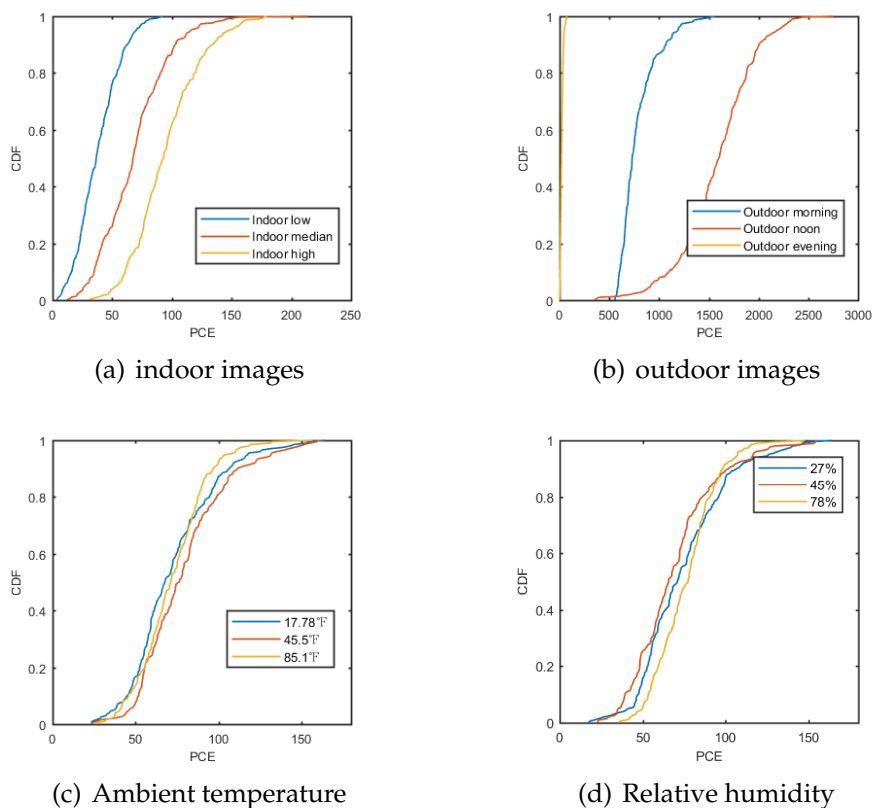 1
0.8
0.6
0.4
0.2
0
CDF
0 50 100 150 200 250
PCE
Indoor low
Indoor median
Indoor high
(a) indoor images
1
0.8
0.6
0.4
0.2
0
CDF
0 500 1000 1500 2000 2500 3000
PCE
Outdoor morning
Outdoor noon
Outdoor evening
(b) outdoor images
1
0.8
0.6
0.4
0.2
0
CDF
50 100 150
PCE
17.78℉
45.5℉
85.1℉
(c) Ambient temperature
1
0.8
0.6
0.4
0.2
0
CDF
0 50 100 150
PCE
27%
45%
78%
(d) Relative humidity